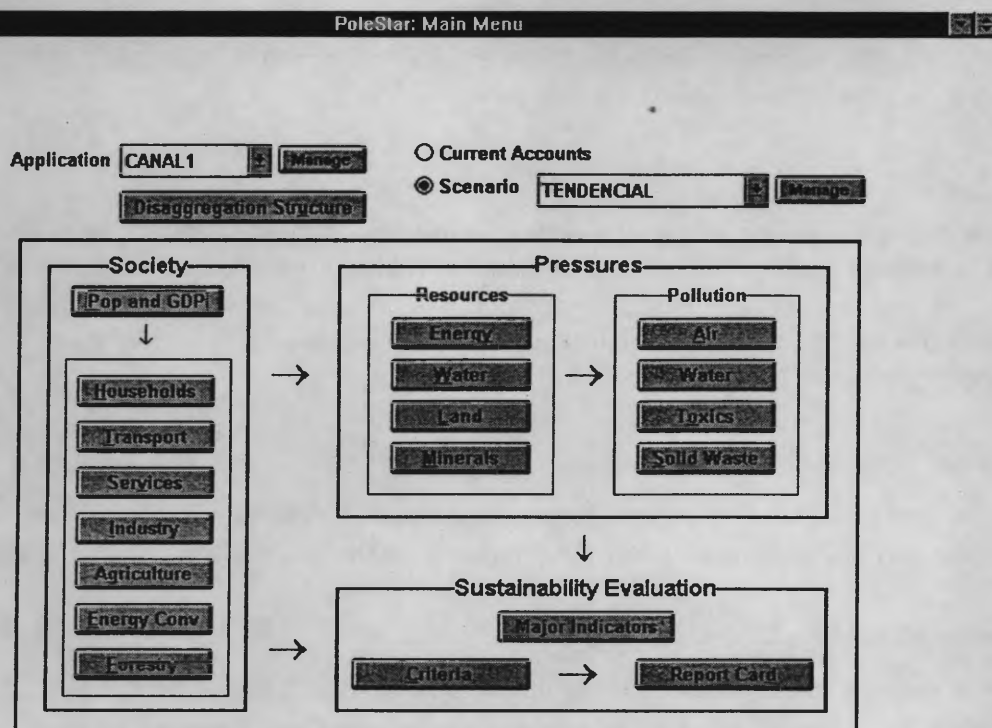 PoleStar: Main Menu
Application CANAL1 Manage
Disaggregation Structure
Current Accounts
Scenario TENDENCIAL Manage
Society
Pop and GDP
Households
Transport
Services
Industry
Agriculture
Energy Conv
Forestry
Pressures
Resources
Energy
Water
Land
Minerals
Pollution
Air
Water
Toxics
Solid Waste
Sustainability Evaluation
Major Indicators
Criteria
Report Card